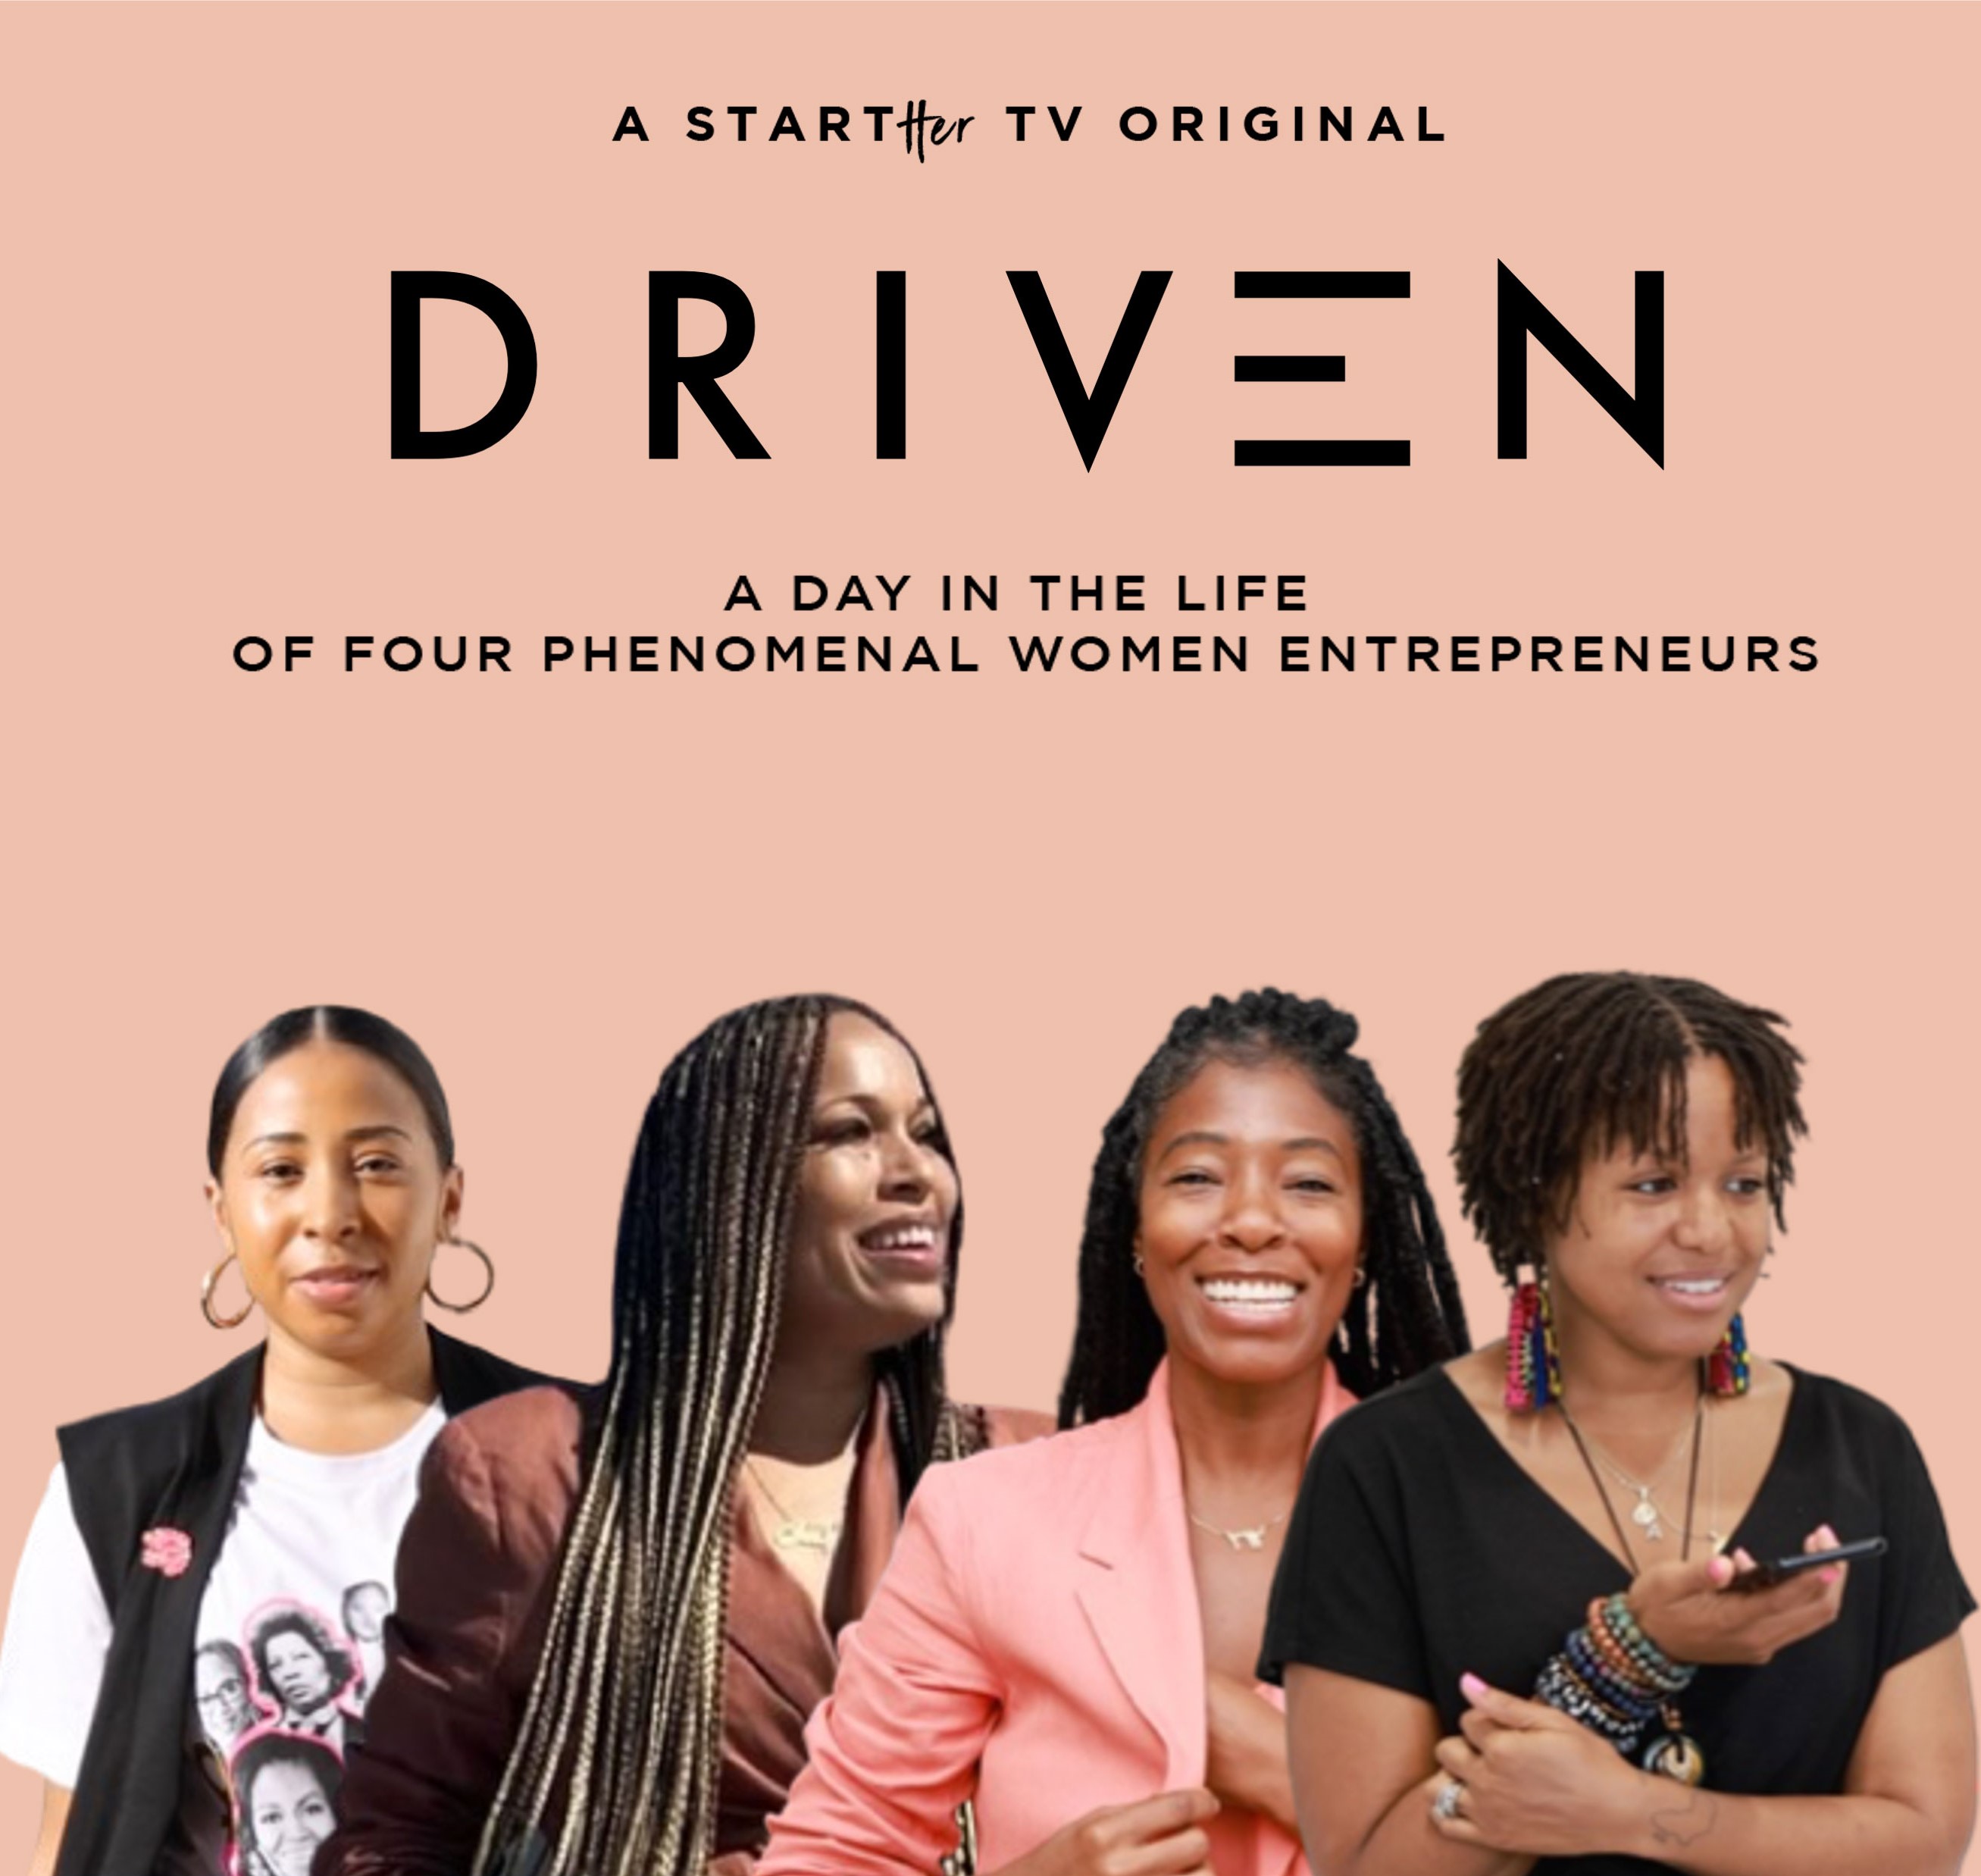 A STARTHer TV ORIGINAL
DRIVEN
A DAY IN THE LIFE
OF FOUR PHENOMENAL WOMEN ENTREPRENEURS